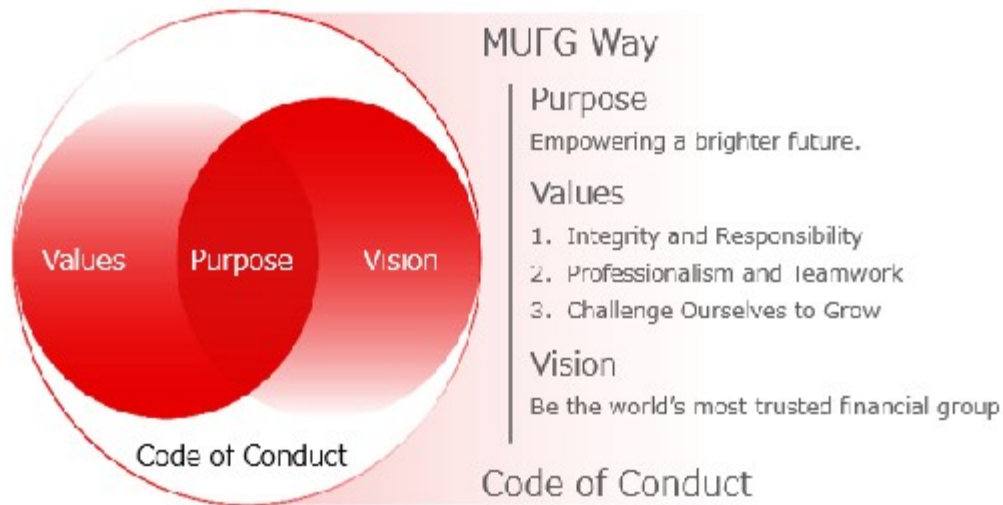 Values
Purpose
Vision
Code of Conduct
MUFG Way
Purpose
Empowering a brighter future.
Values
1. Integrity and Responsibility
2. Professionalism and Teamwork
3. Challenge Ourselves to Grow
Vision
Be the world's most trusted financial group
Code of Conduct